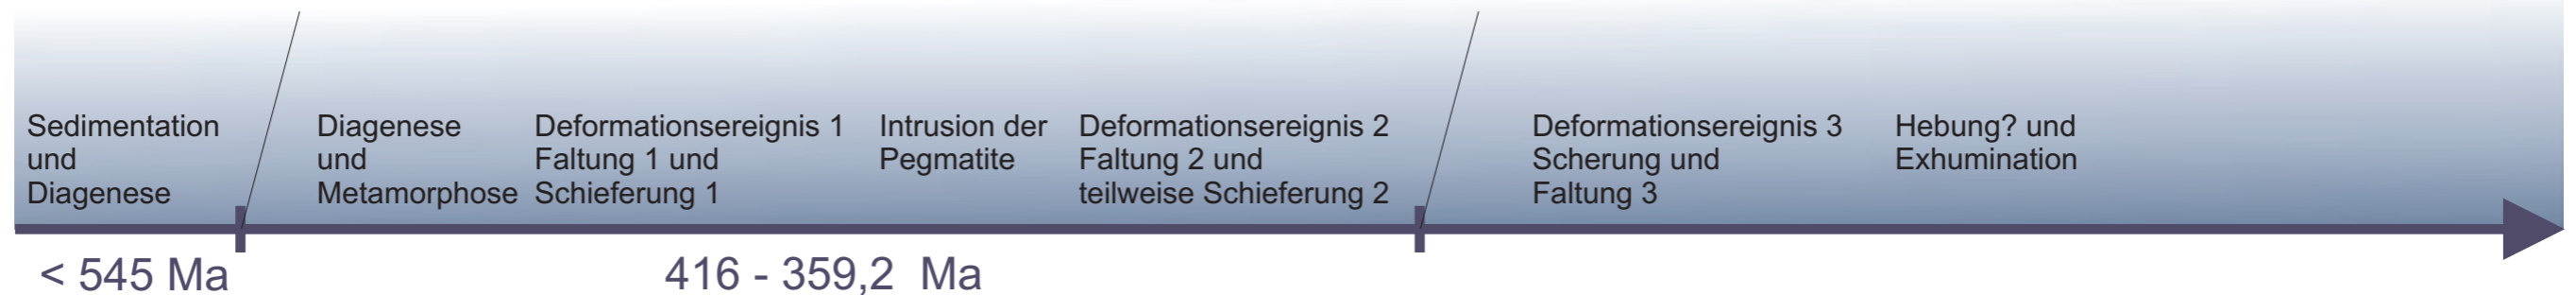 Sedimentation
und
Diagenese
Diagenese
und
Metamorphose
Deformationsereignis 1
Faltung 1 und
Schieferung 1
Intrusion der
Pegmatite
Deformationsereignis 2
Faltung 2 und
teilweise Schieferung 2
Deformationsereignis 3
Scherung und
Faltung 3
Hebung? und
Exhumination
< 545 Ma
416 - 359,2 Ma